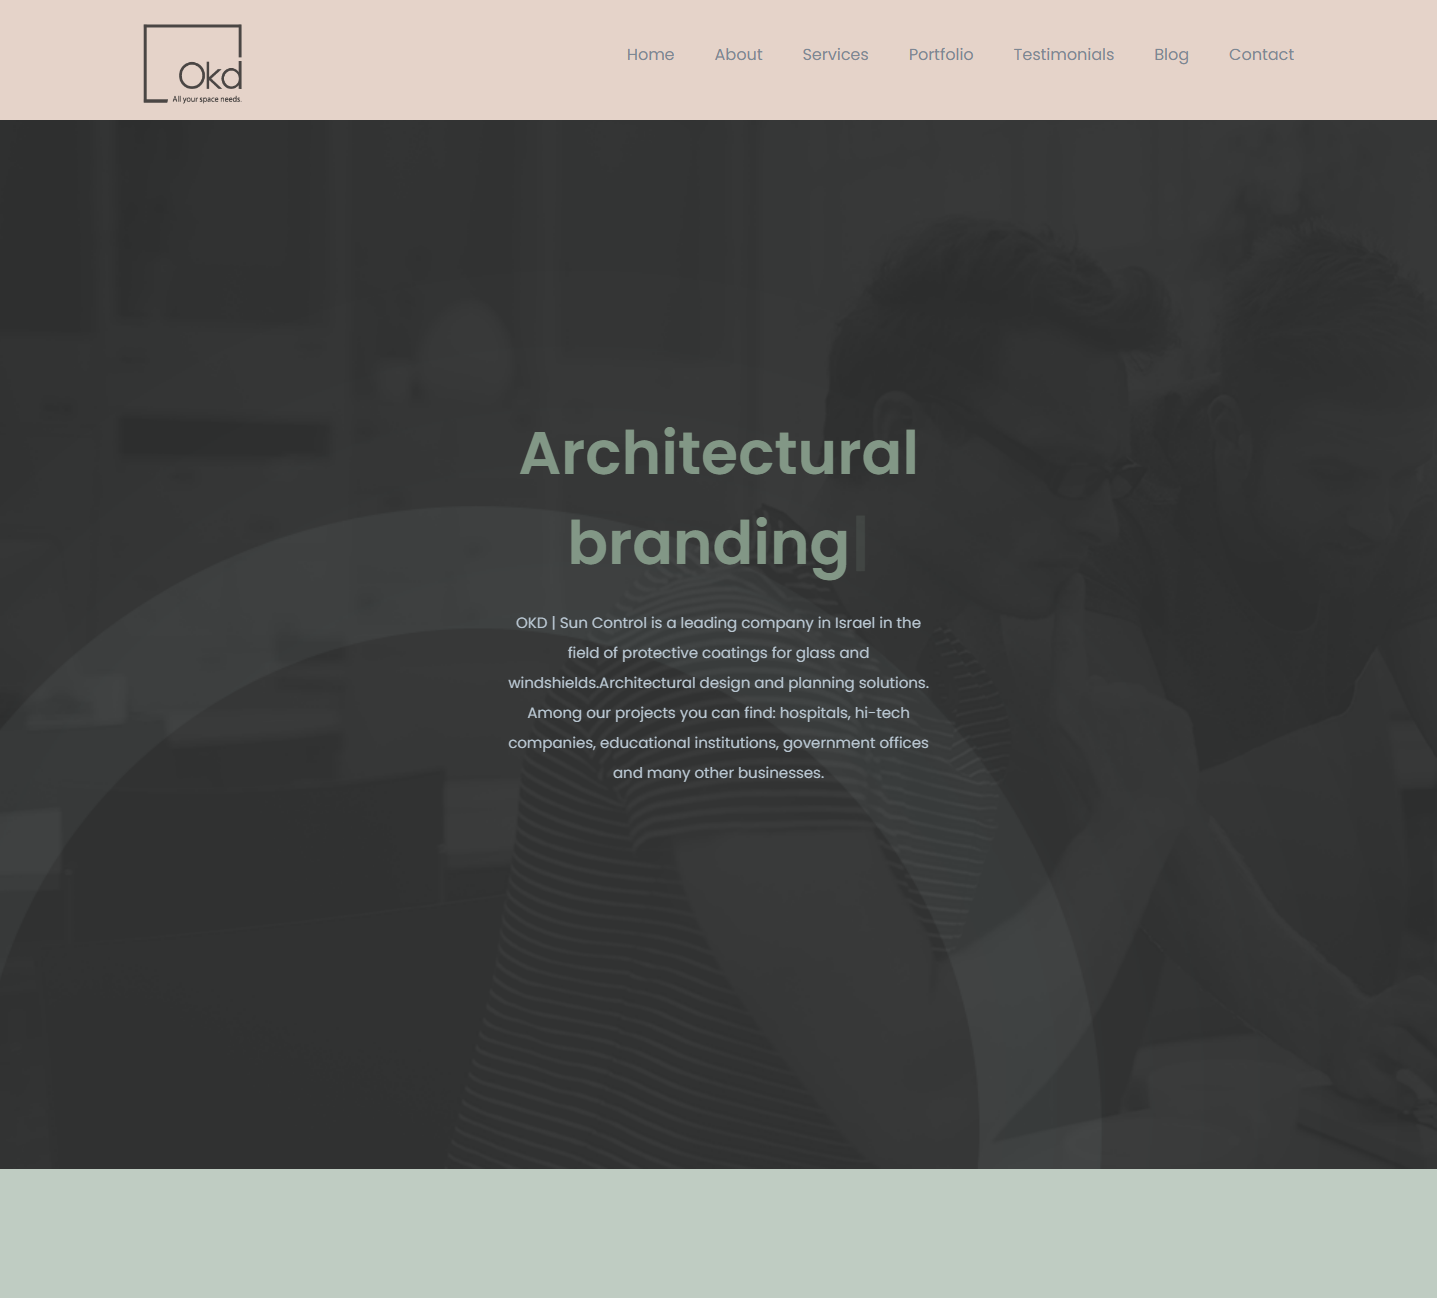 Okd
All your space needs.
Home About Services Portfolio Testimonials Blog Contact
Architectural
branding
OKD | Sun Control is a leading company in Israel in the
field of protective coatings for glass and
windshields.Architectural design and planning solutions.
Among our projects you can find: hospitals, hi-tech
companies, educational institutions, government offices
and many other businesses.